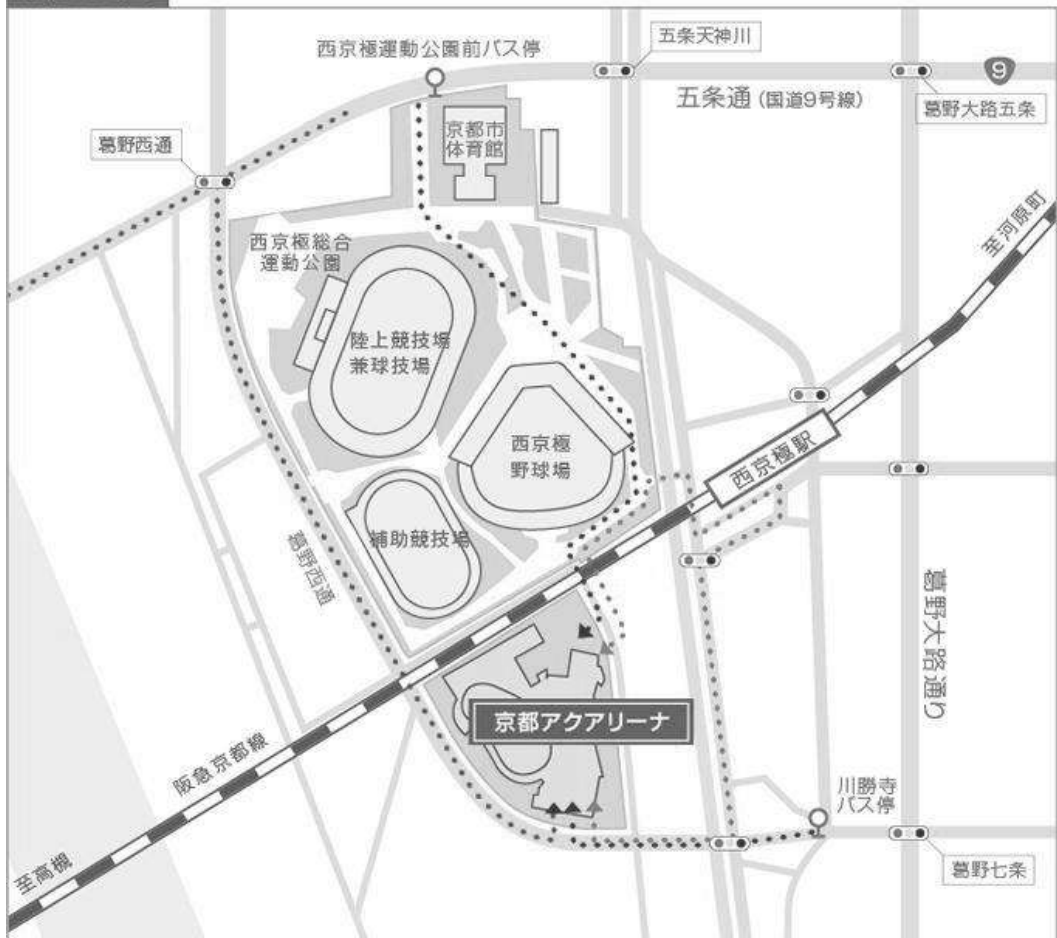 西京極運動公園前バス停
五条天神川
9
五条通 (国道9号線)
葛野大路五条
葛野西通
京都市
体育館
至河原町
西京極総合
運動公園
陸上競技場
兼球技場
西京極
野球場
西京極駅
補助競技場
葛野西通
葛野大路通り
京都アクアリーナ
阪急京都線
川勝寺
バス停
至高槻
葛野七条